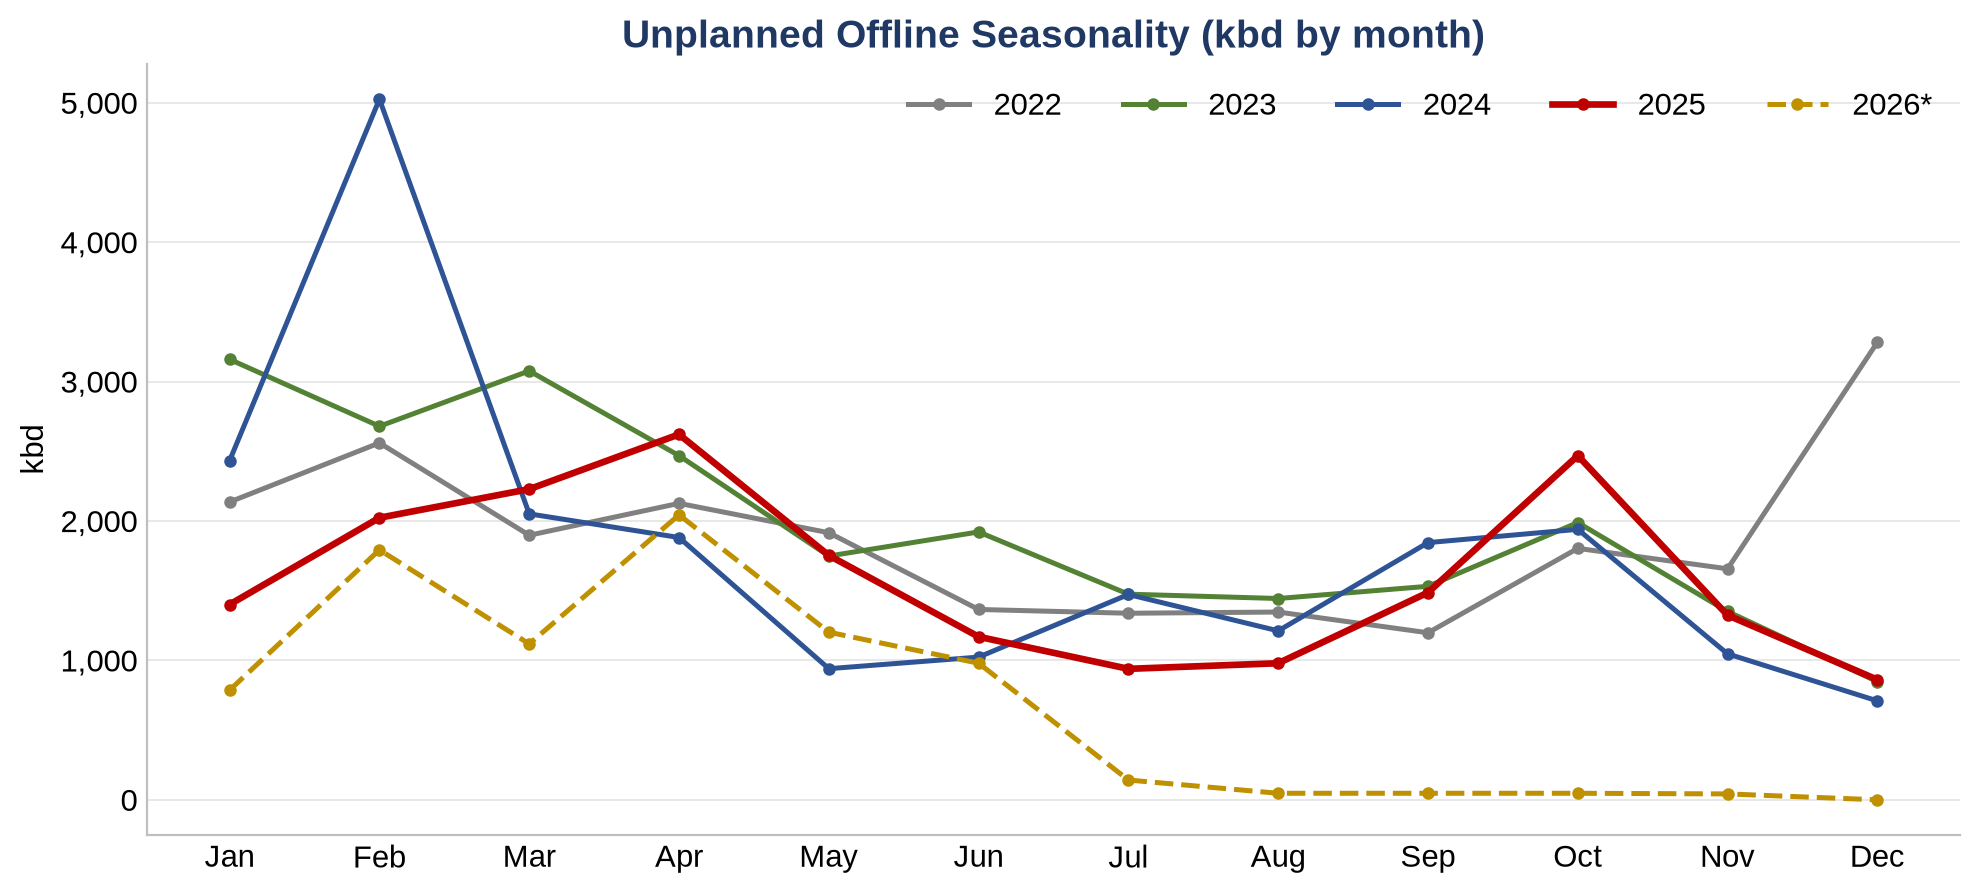 Unplanned Offline Seasonality (kbd by month)
2022 2023 2024 2025 2026*
5,000
4,000
3,000
2,000
1,000
0
kbd
Jan Feb Mar Apr May Jun Jul Aug Sep Oct Nov Dec